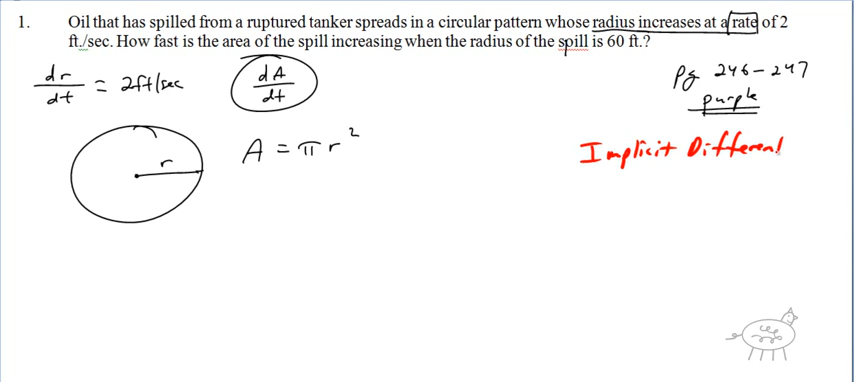 1. Oil that has spilled from a ruptured tanker spreads in a circular pattern whose radius increases at a rate of 2
ft./sec. How fast is the area of the spill increasing when the radius of the spill is 60 ft.?
dr/dt = 2ft/sec
dA/dt
Pg 246-247
purple
r
A = πr²
Implicit Differenal